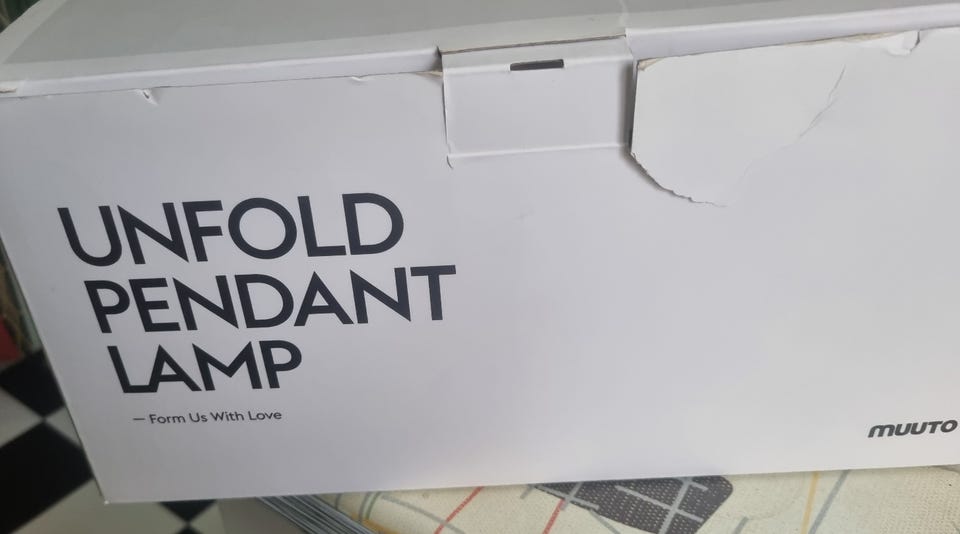 UNFOLD
PENDANT
LAMP
— Form Us With Love
muuto